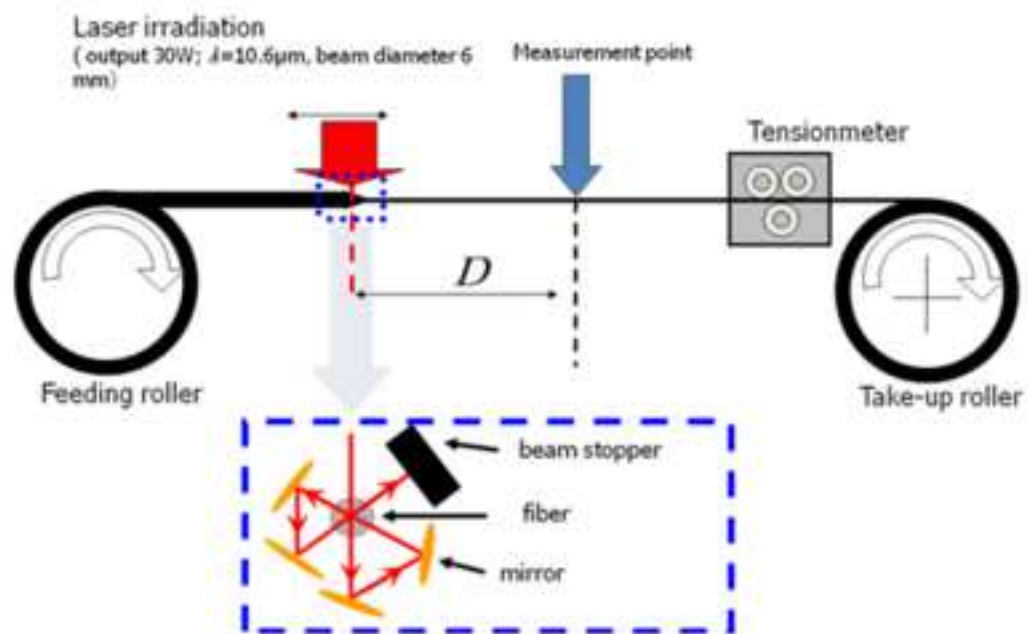 Laser irradiation
( output 30W; λ=10.6μm, beam diameter 6
mm)
Measurement point
Tensionmeter
D
Feeding roller
Take-up roller
beam stopper
fiber
mirror